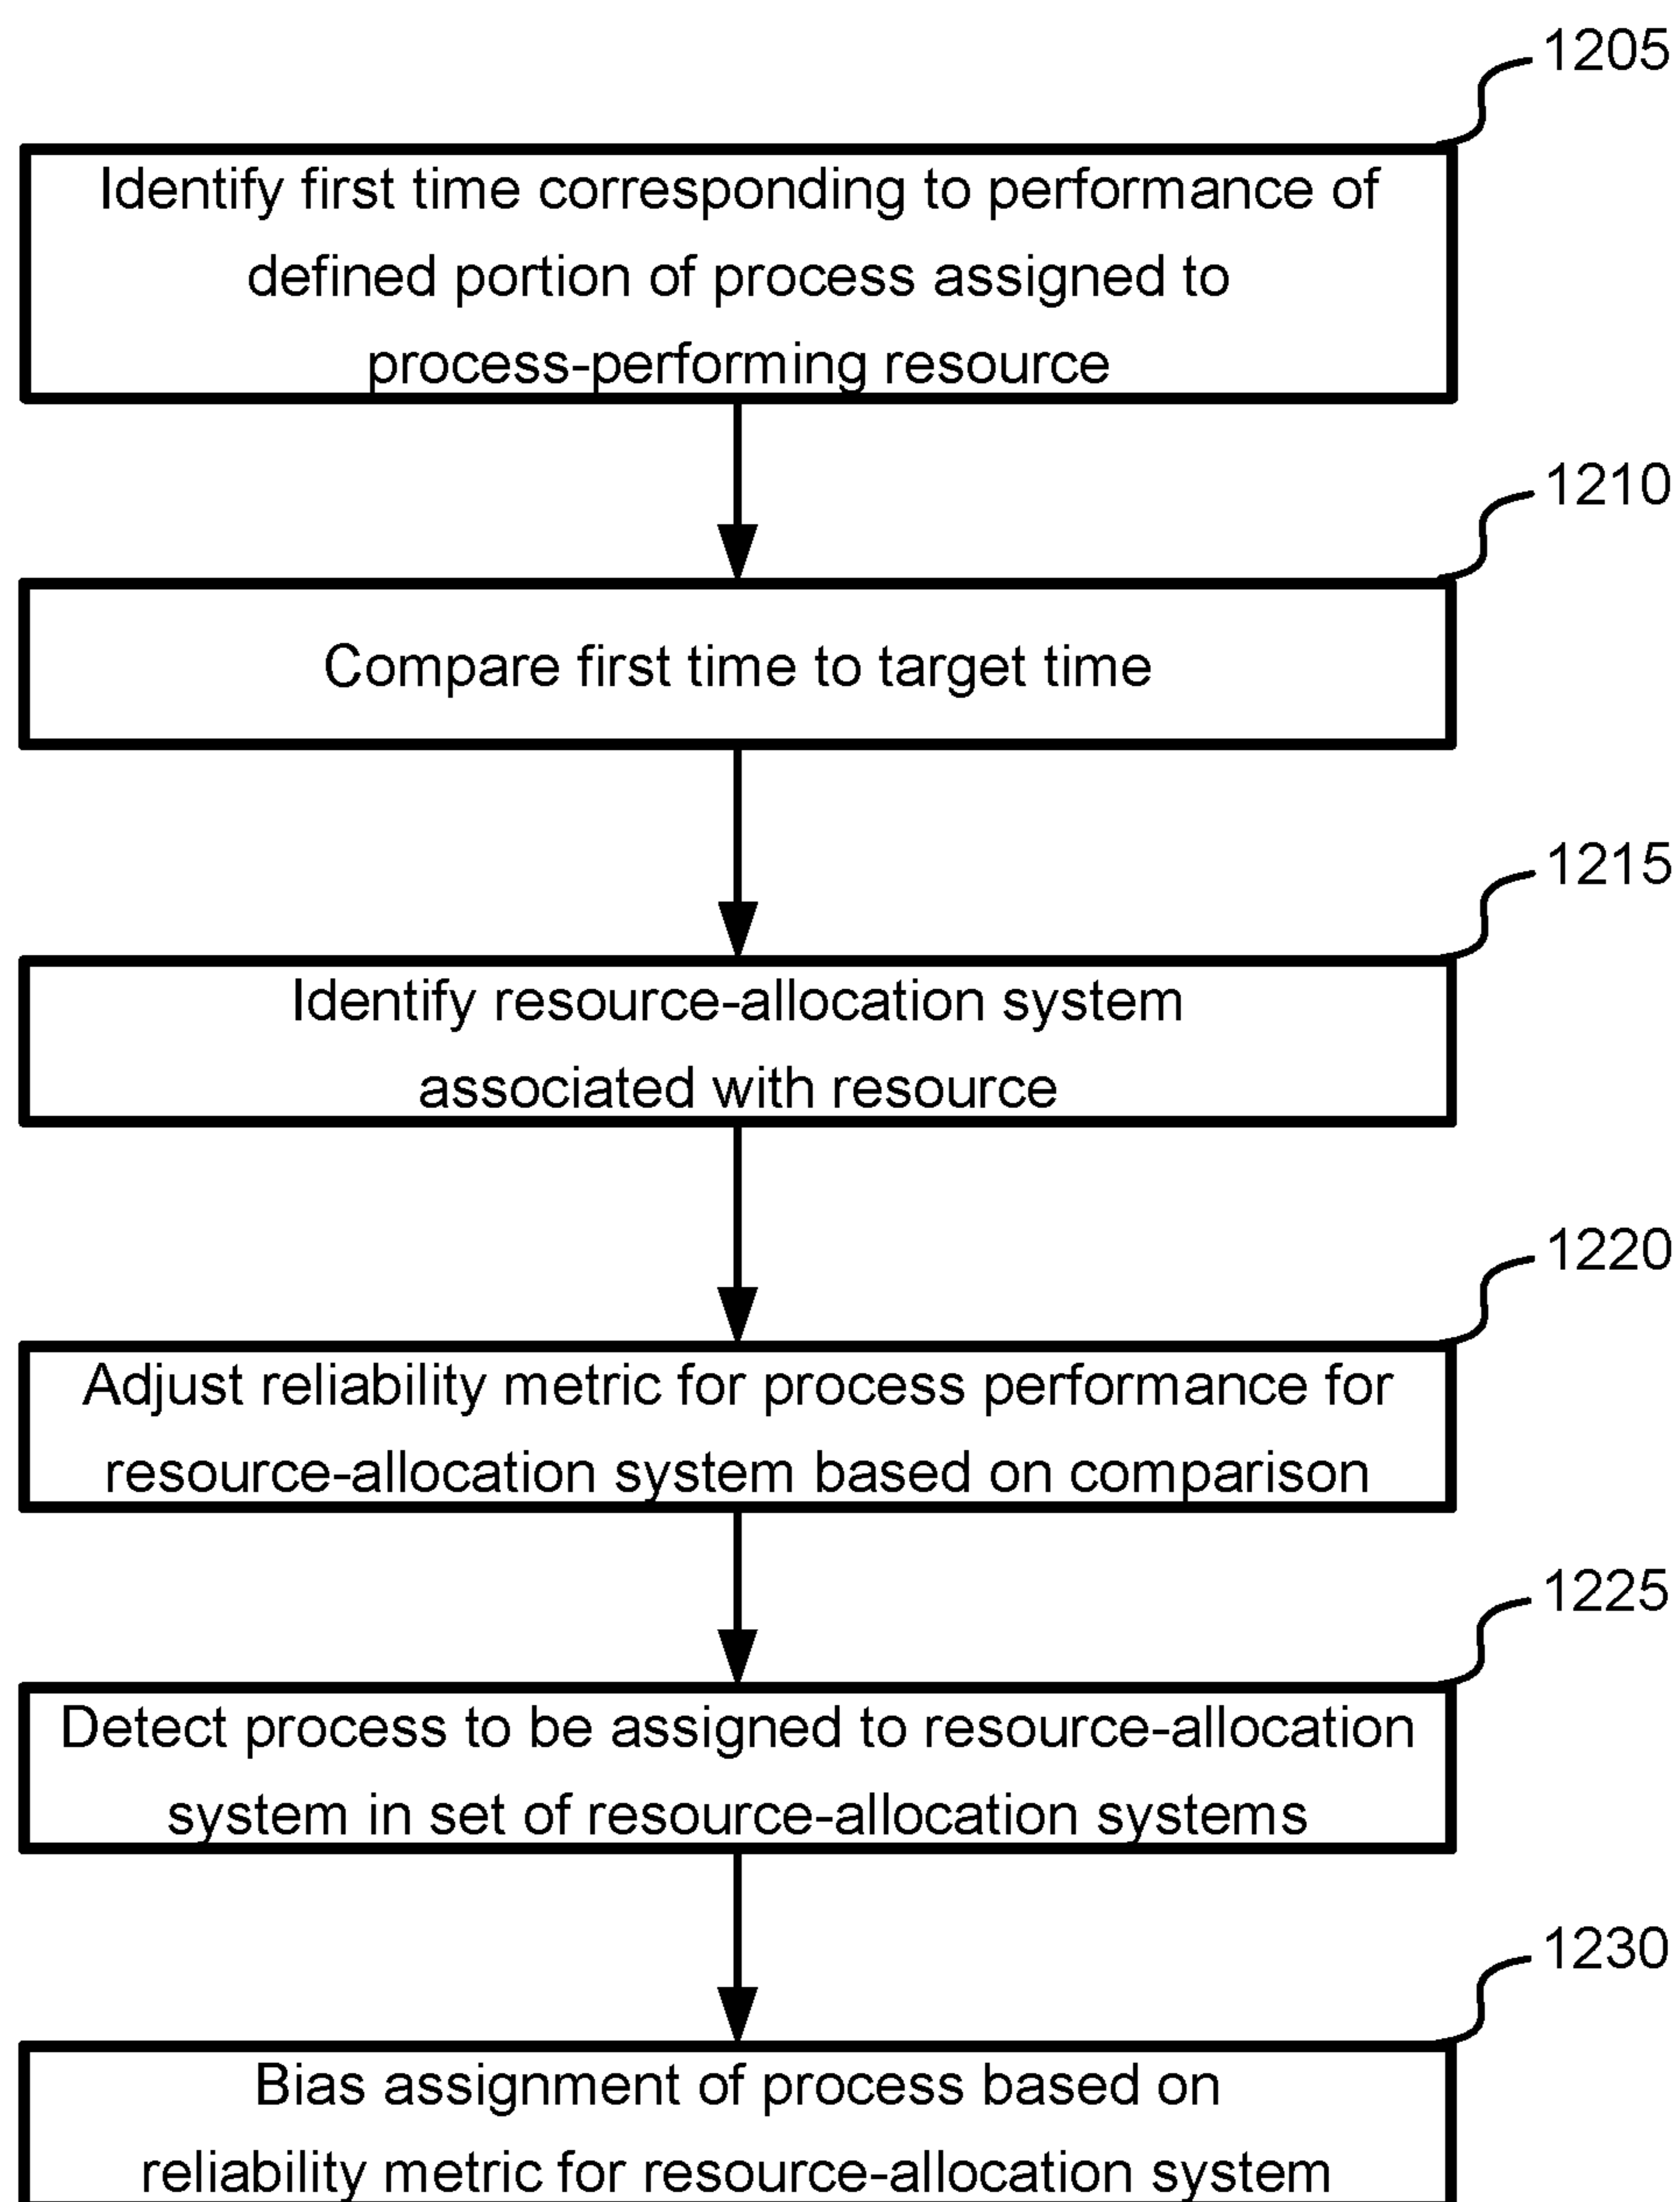 1205
Identify first time corresponding to performance of
defined portion of process assigned to
process-performing resource
1210
Compare first time to target time
1215
Identify resource-allocation system
associated with resource
1220
Adjust reliability metric for process performance for
resource-allocation system based on comparison
1225
Detect process to be assigned to resource-allocation
system in set of resource-allocation systems
1230
Bias assignment of process based on
reliability metric for resource-allocation system